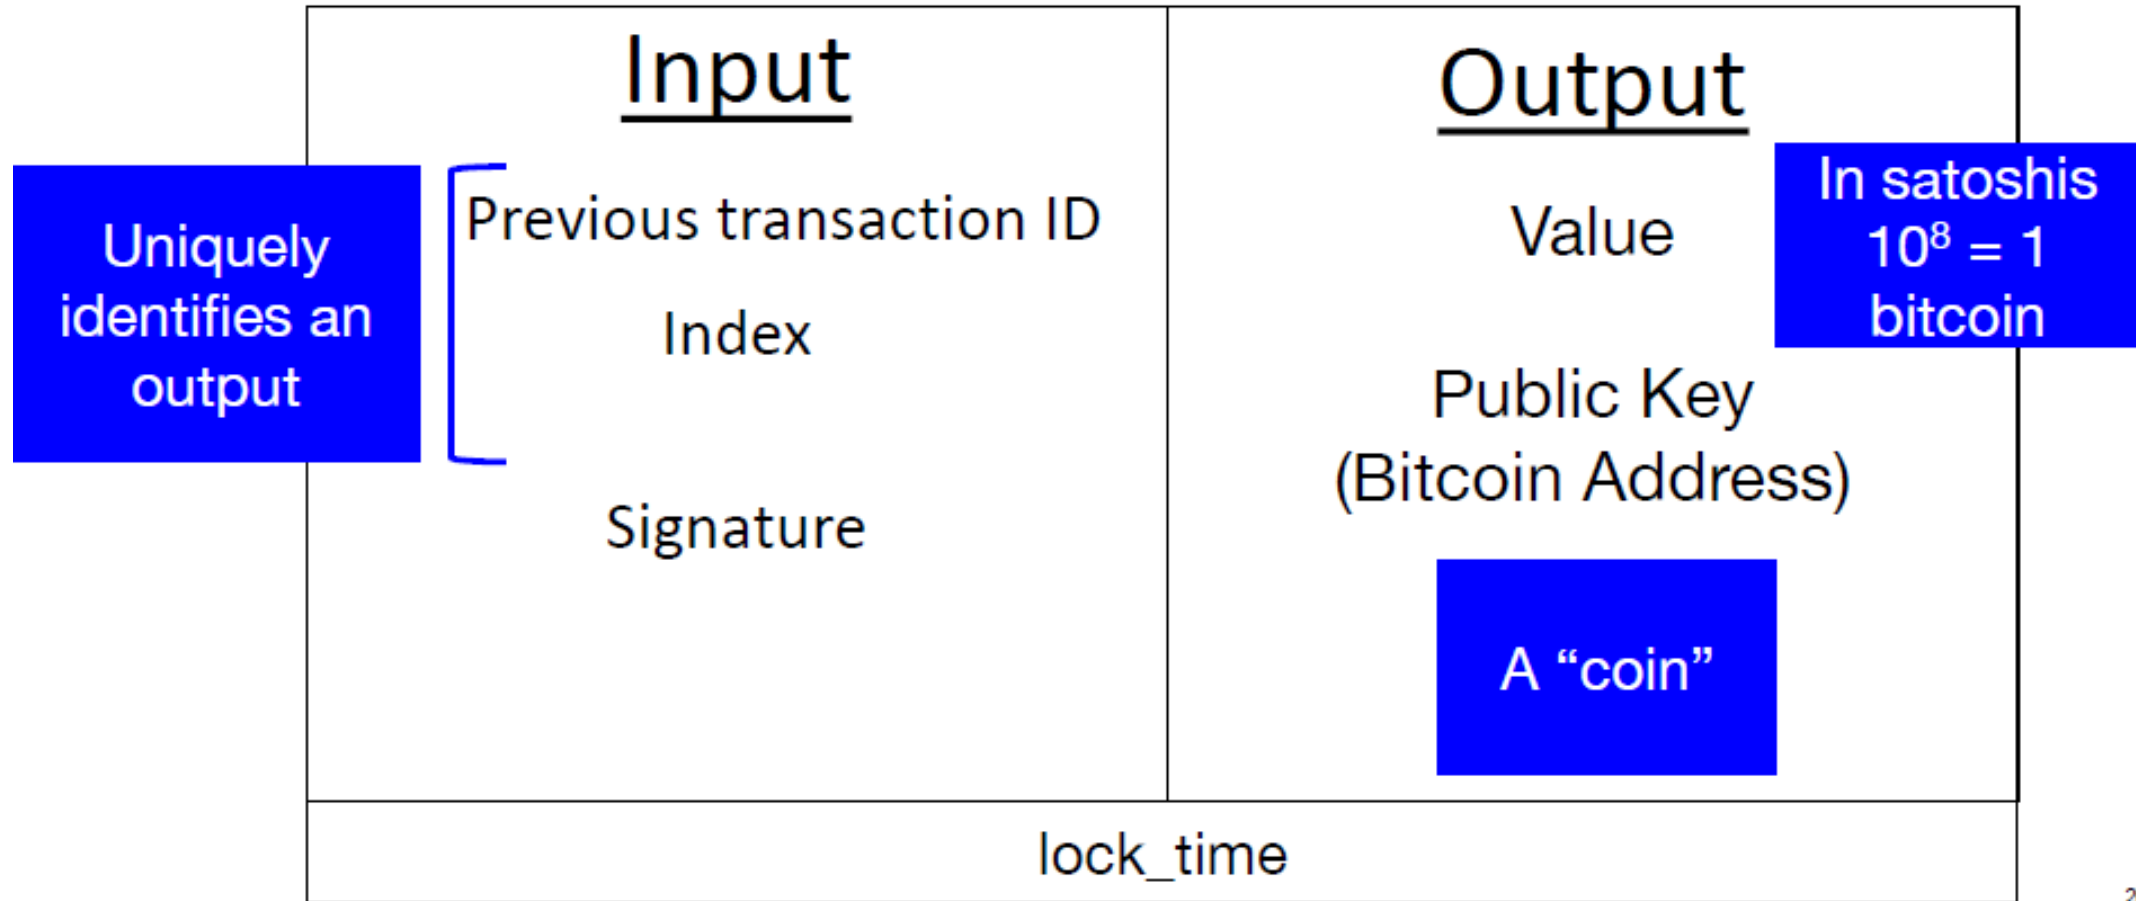 Input
Uniquely
identifies an
output
Previous transaction ID
Index
Signature
Output
Value
In satoshis
10⁸ = 1
bitcoin
Public Key
(Bitcoin Address)
A “coin”
lock_time